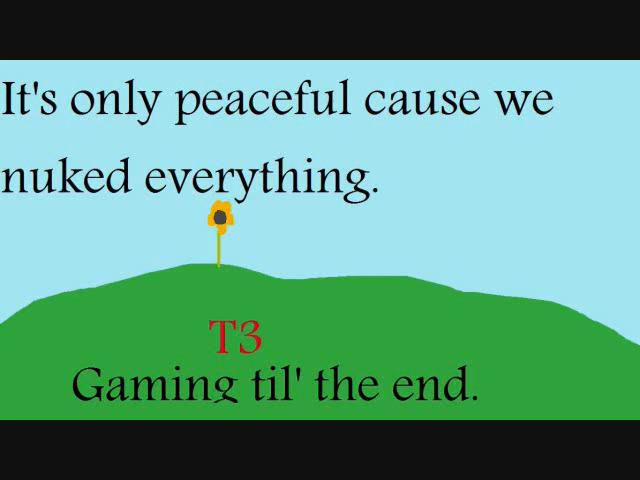 It's only peaceful cause we
nuked everything.
T3
Gaming til' the end.